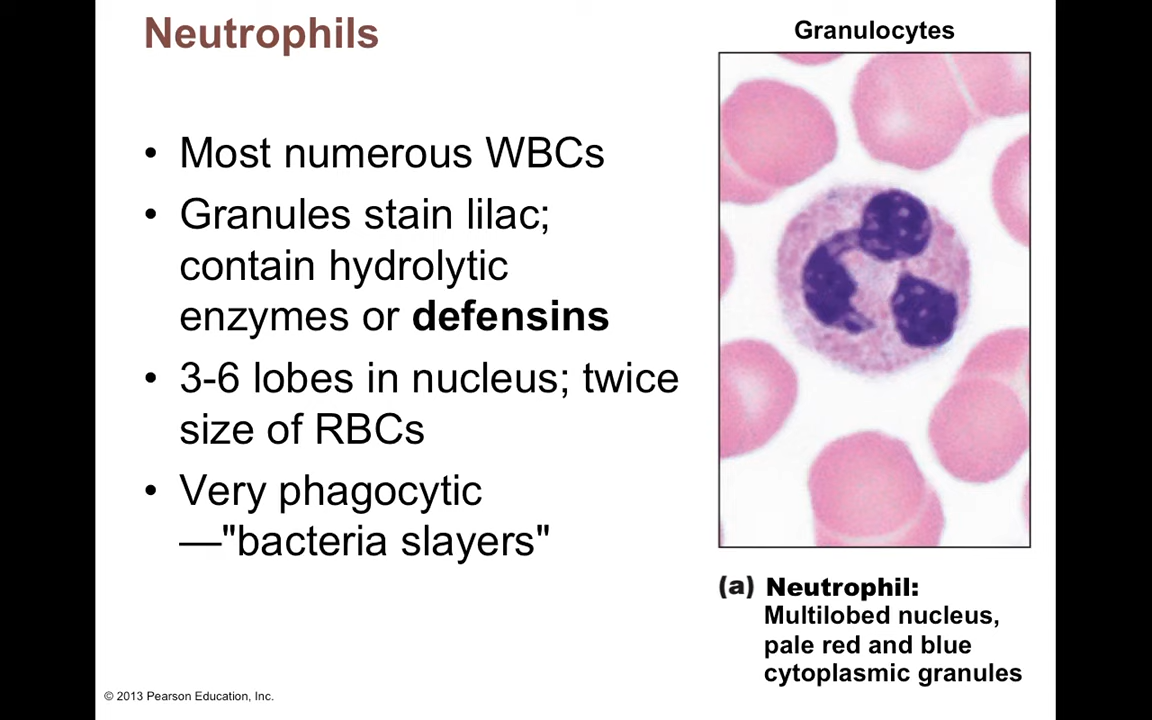 Neutrophils
• Most numerous WBCs
• Granules stain lilac;
contain hydrolytic
enzymes or defensins
• 3-6 lobes in nucleus; twice
size of RBCs
• Very phagocytic
—"bacteria slayers"
Granulocytes
(a) Neutrophil:
Multilobed nucleus,
pale red and blue
cytoplasmic granules
© 2013 Pearson Education, Inc.